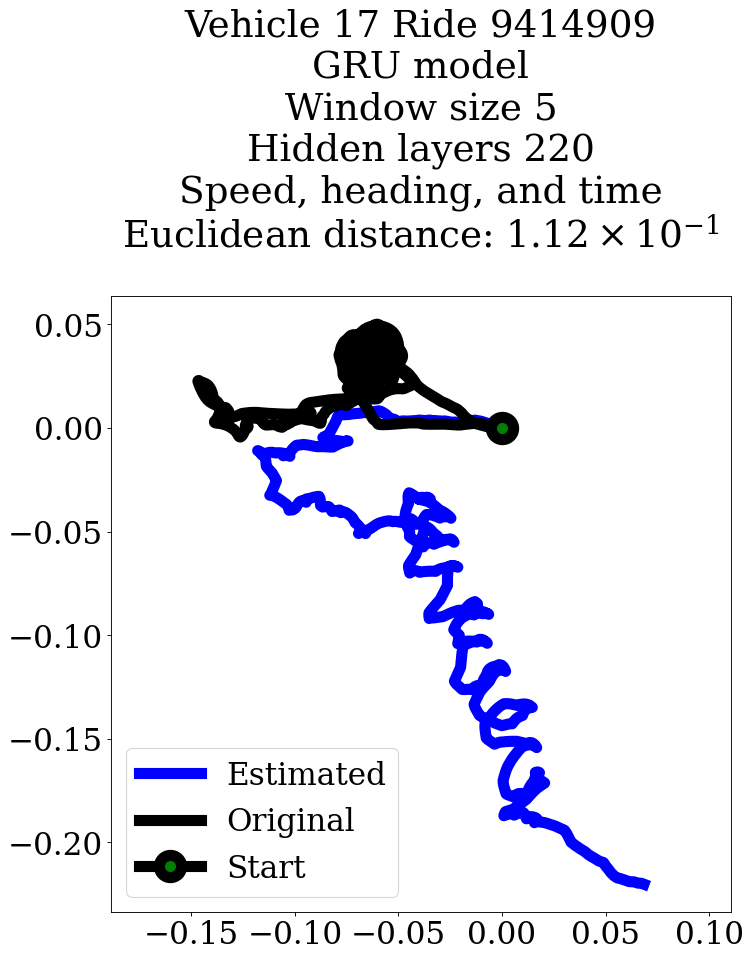 Vehicle 17 Ride 9414909
GRU model
Window size 5
Hidden layers 220
Speed, heading, and time
Euclidean distance: 1.12 × 10⁻¹
0.05
0.00
−0.05
−0.10
−0.15
−0.20
Estimated
Original
Start
−0.15 −0.10 −0.05 0.00 0.05 0.10